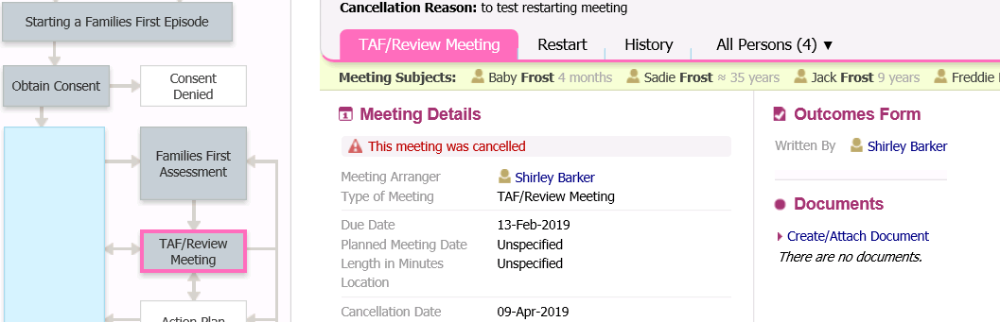 Starting a Families First Episode
Obtain Consent
Consent
Denied
Families First
Assessment
TAF/Review
Meeting
Action Plan
Cancellation Reason: to test restarting meeting
TAF/Review Meeting Restart History All Persons (4) ▼
Meeting Subjects: Baby Frost 4 months Sadie Frost ≈ 35 years Jack Frost 9 years Freddie
Meeting Details
This meeting was cancelled
Meeting Arranger Shirley Barker
Type of Meeting TAF/Review Meeting
Due Date 13-Feb-2019
Planned Meeting Date Unspecified
Length in Minutes Unspecified
Location
Cancellation Date 09-Apr-2019
Outcomes Form
Written By Shirley Barker
Documents
Create/Attach Document
There are no documents.